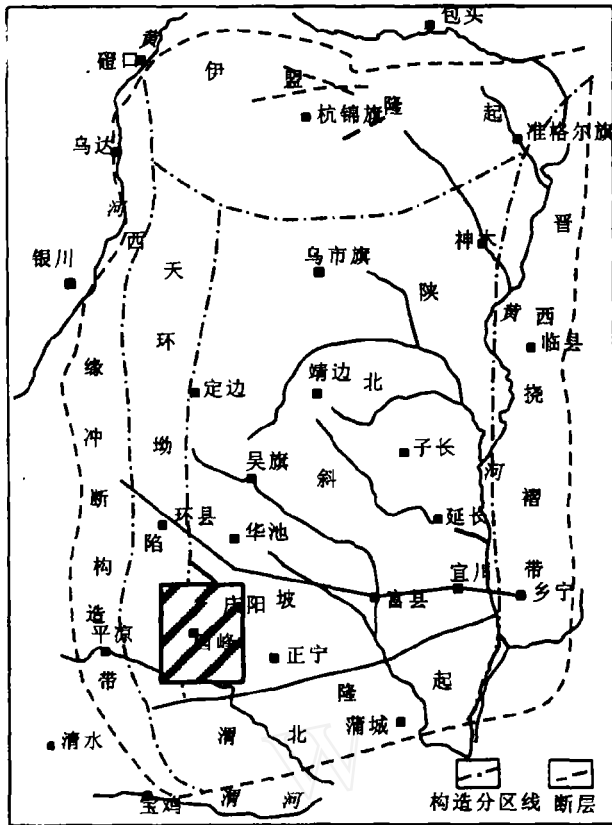 包头
黄
磴口
伊
盟
杭锦旗
隆
起
准格尔旗
乌达
河
西
晋
神木
银川
天
乌市旗
陕
黄
西
临县
环
缘
定边
靖边
北
挠
冲
坳
子长
吴旗
斜
河
褶
断
环县
延长
陷
华池
构
宜川
带
乡宁
庆阳
坡
富县
造
西峰
平凉
正宁
带
隆
起
渭
北
蒲城
清水
宝鸡
渭
河
构造分区线
断层